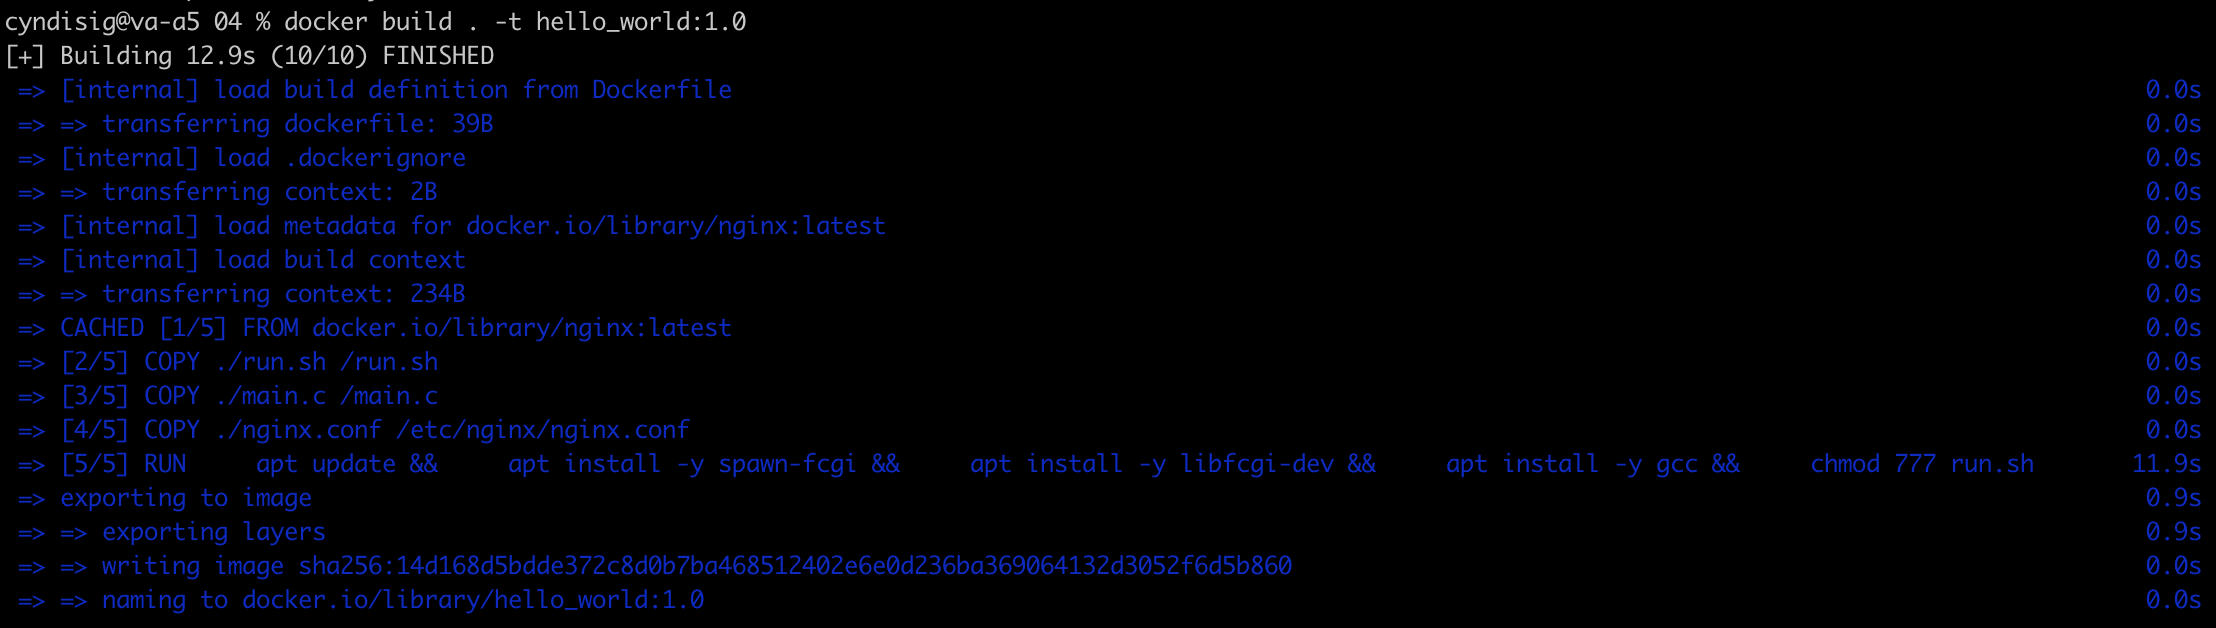 cyndisig@va-a5 04 % docker build . -t hello_world:1.0
[+] Building 12.9s (10/10) FINISHED
=> [internal] load build definition from Dockerfile 0.0s
=> => transferring dockerfile: 39B 0.0s
=> [internal] load .dockerignore 0.0s
=> => transferring context: 2B 0.0s
=> [internal] load metadata for docker.io/library/nginx:latest 0.0s
=> [internal] load build context 0.0s
=> => transferring context: 234B 0.0s
=> CACHED [1/5] FROM docker.io/library/nginx:latest 0.0s
=> [2/5] COPY ./run.sh /run.sh 0.0s
=> [3/5] COPY ./main.c /main.c 0.0s
=> [4/5] COPY ./nginx.conf /etc/nginx/nginx.conf 0.0s
=> [5/5] RUN     apt update &&     apt install -y spawn-fcgi &&     apt install -y libfcgi-dev &&     apt install -y gcc &&     chmod 777 run.sh 11.9s
=> exporting to image 0.9s
=> => exporting layers 0.9s
=> => writing image sha256:14d168d5bdde372c8d0b7ba468512402e6e0d236ba369064132d3052f6d5b860 0.0s
=> => naming to docker.io/library/hello_world:1.0 0.0s